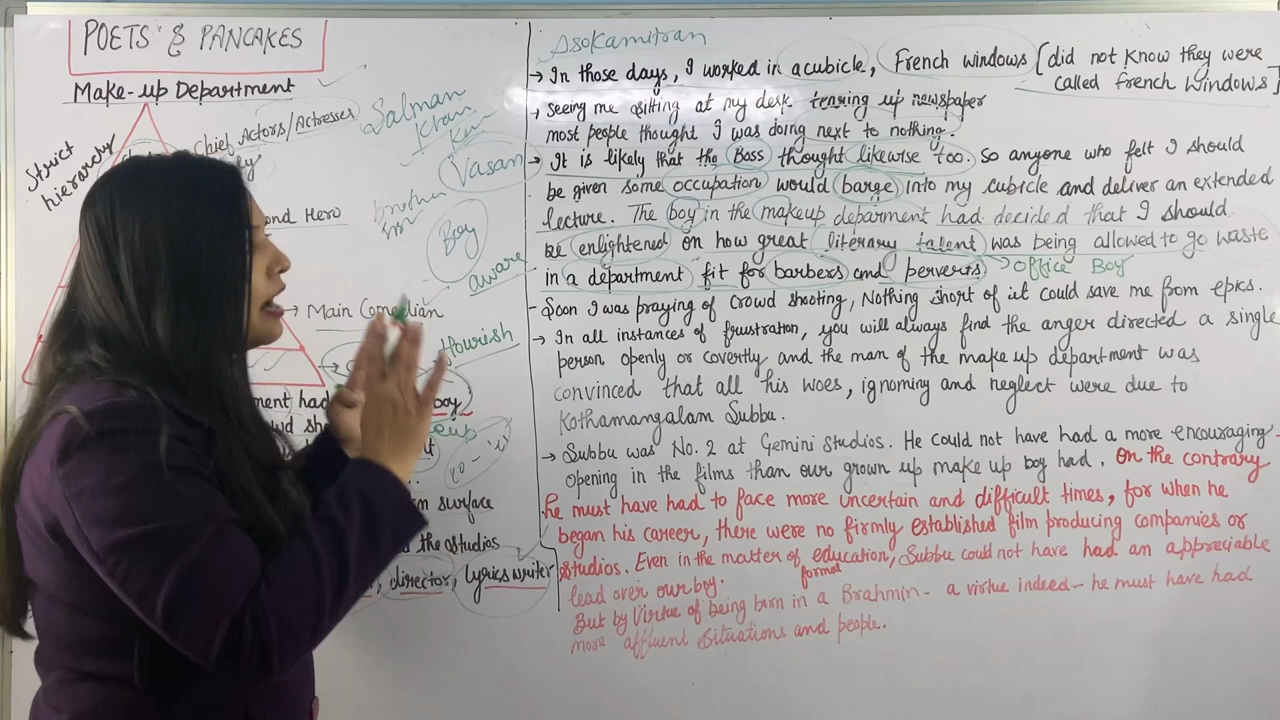 POETS & PANCAKES
Make-up Department
Strict
hierarchy
Chief Actors/Actresses
Second Hero
→ Main Comedian
Salman
Khan
Vasan
Boy
aware
Hourish
ment had
boy
m surface
the studios
director, lyrics writer
Asokamitran
→ In those days, I worked in a cubicle, French windows [did not know they were
called french windows]
→ seeing me sitting at my desk tearing up newspaper
most people thought I was doing next to nothing.
→ It is likely that the Boss thought likewise too. So anyone who felt I should
be given some occupation would barge into my cubicle and deliver an extended
lecture. The boy in the makeup deparment had decided that I should
be enlightened on how great literary talent was being allowed to go waste
in a department fit for barbers and perverts → office Boy
- Soon I was praying of crowd shooting, Nothing short of it could save me from epics.
→ In all instances of frustration, you will always find the anger directed a single
person openly or covertly and the man of the make up department was
convinced that all his woes, ignominy and neglect were due to
Kothamangalam Subbu.
→ Subbu was No. 2 at Gemini studios. He could not have had a more encouraging
opening in the films than our grown up make up boy had. On the contrary
he must have had to face more uncertain and difficult times, for when he
began his career, there were no firmly established film producing companies or
studios. Even in the matter of education, Subbu could not have had an appreciable
formal
lead over our boy.
But by Virtue of being born in a Brahmin - a virtue indeed - he must have had
more affluent situations and people.